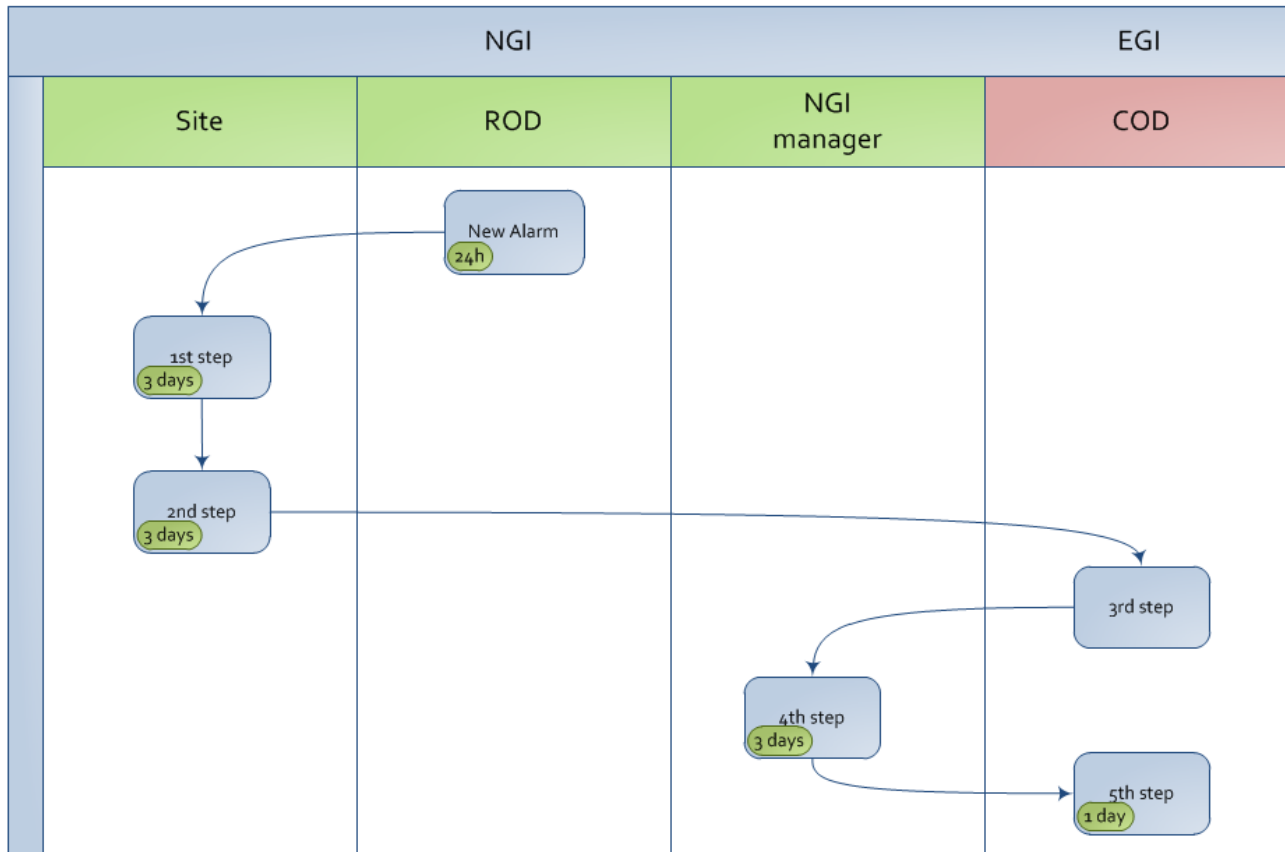 NGI
EGI
Site
ROD
NGI
manager
COD
New Alarm
24h
1st step
3 days
2nd step
3 days
3rd step
4th step
3 days
5th step
1 day